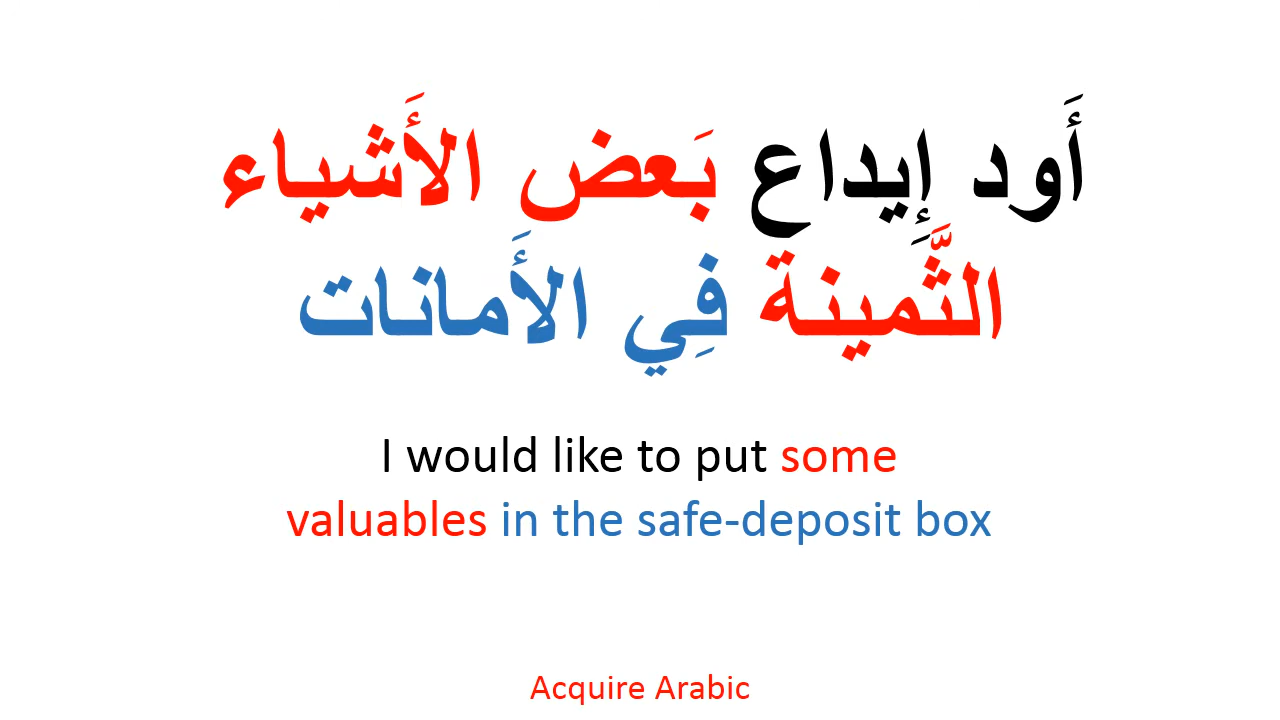 أَود إِيداع بَعض الأَشياء
الثَّمِينة فِي الأَمانات
I would like to put some
valuables in the safe-deposit box
Acquire Arabic